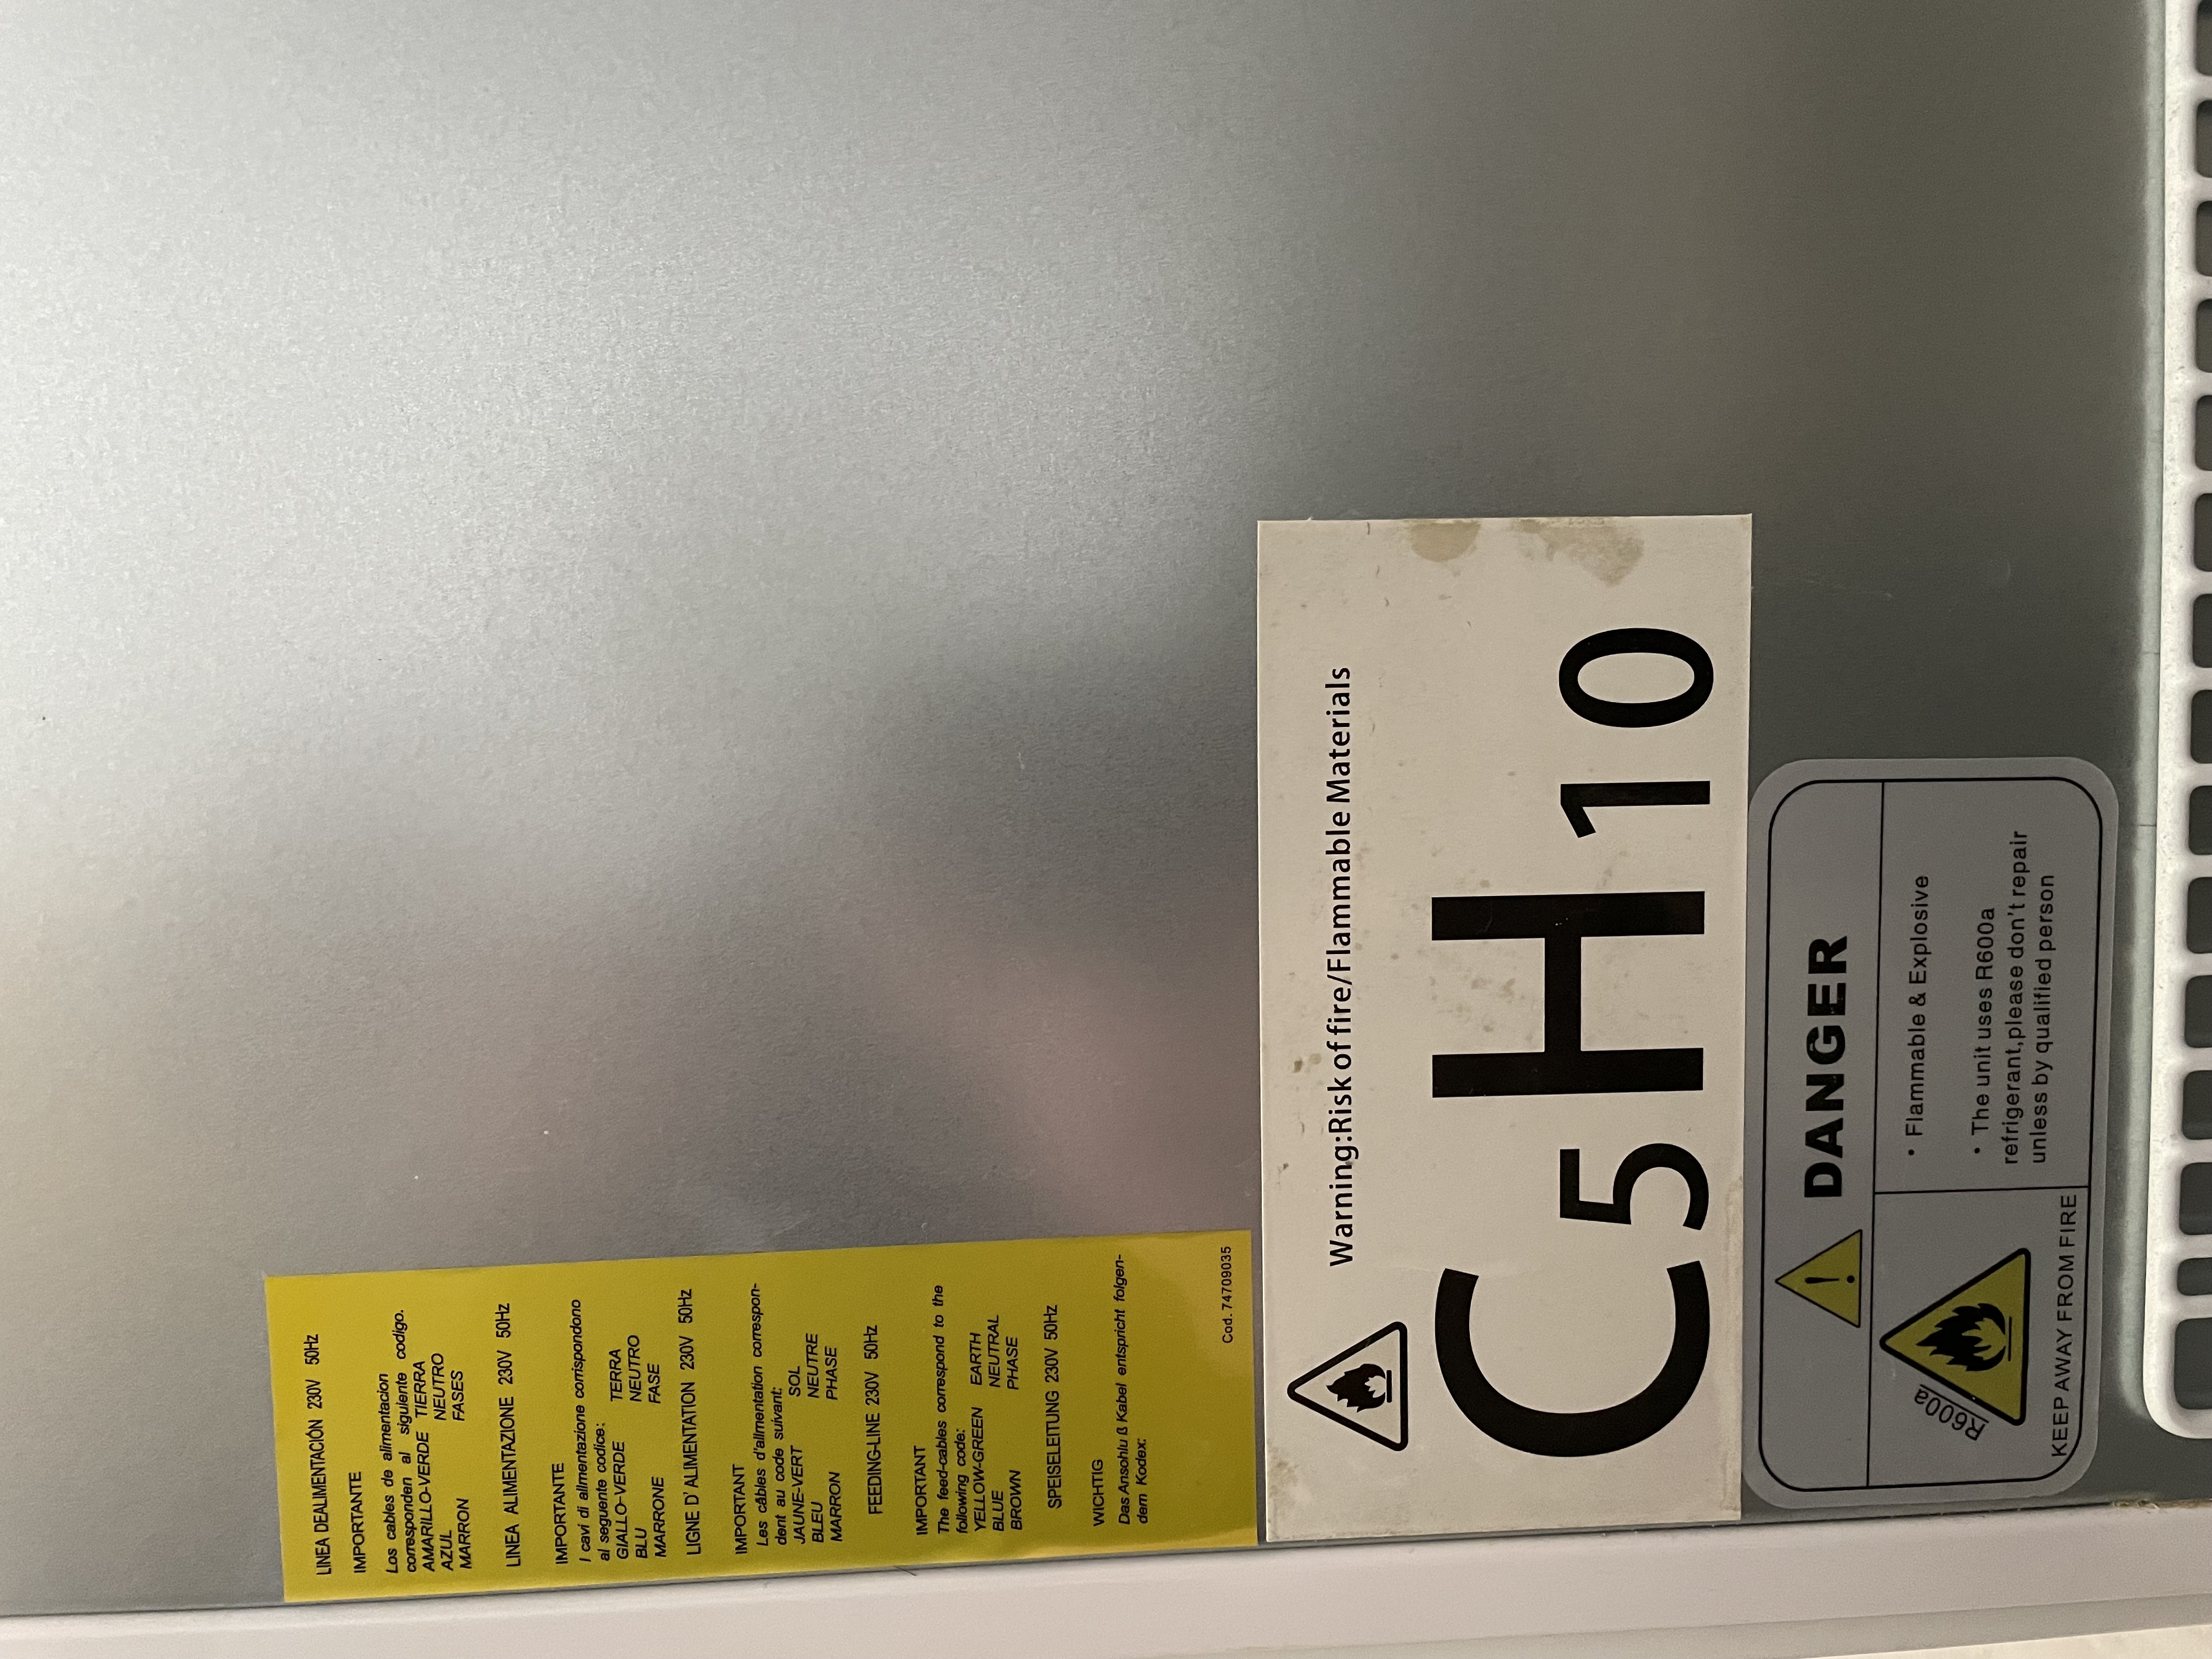 LINEA DEALIMENTACIÓN 230V 50Hz
IMPORTANTE
Los cables de alimentacion
corresponden al siguiente codigo.
AMARILLO-VERDE TIERRA
AZUL NEUTRO
MARRON FASES
LINEA ALIMENTAZIONE 230V 50Hz
IMPORTANTE
I cavi di alimentazione corrispondono
al seguente codice:
GIALLO-VERDE TERRA
BLU NEUTRO
MARRONE FASE
LIGNE D'ALIMENTATION 230V 50Hz
IMPORTANT
Les câbles d'alimentation correspon-
dent au code suivant:
JAUNE-VERT SOL
BLEU NEUTRE
MARRON PHASE
FEEDING-LINE 230V 50Hz
IMPORTANT
The feed-cables correspond to the
following code:
YELLOW-GREEN EARTH
BLUE NEUTRAL
BROWN PHASE
SPEISELEITUNG 230V 50Hz
WICHTIG
Das Ansohlu ß Kabel entspricht folgen-
dem Kodex:
Cod. 74709035
Warning:Risk of fire/Flammable Materials
C5H10
DANGER
R600a
KEEP AWAY FROM FIRE
• Flammable & Explosive
• The unit uses R600a
refrigerant,please don't repair
unless by qualified person